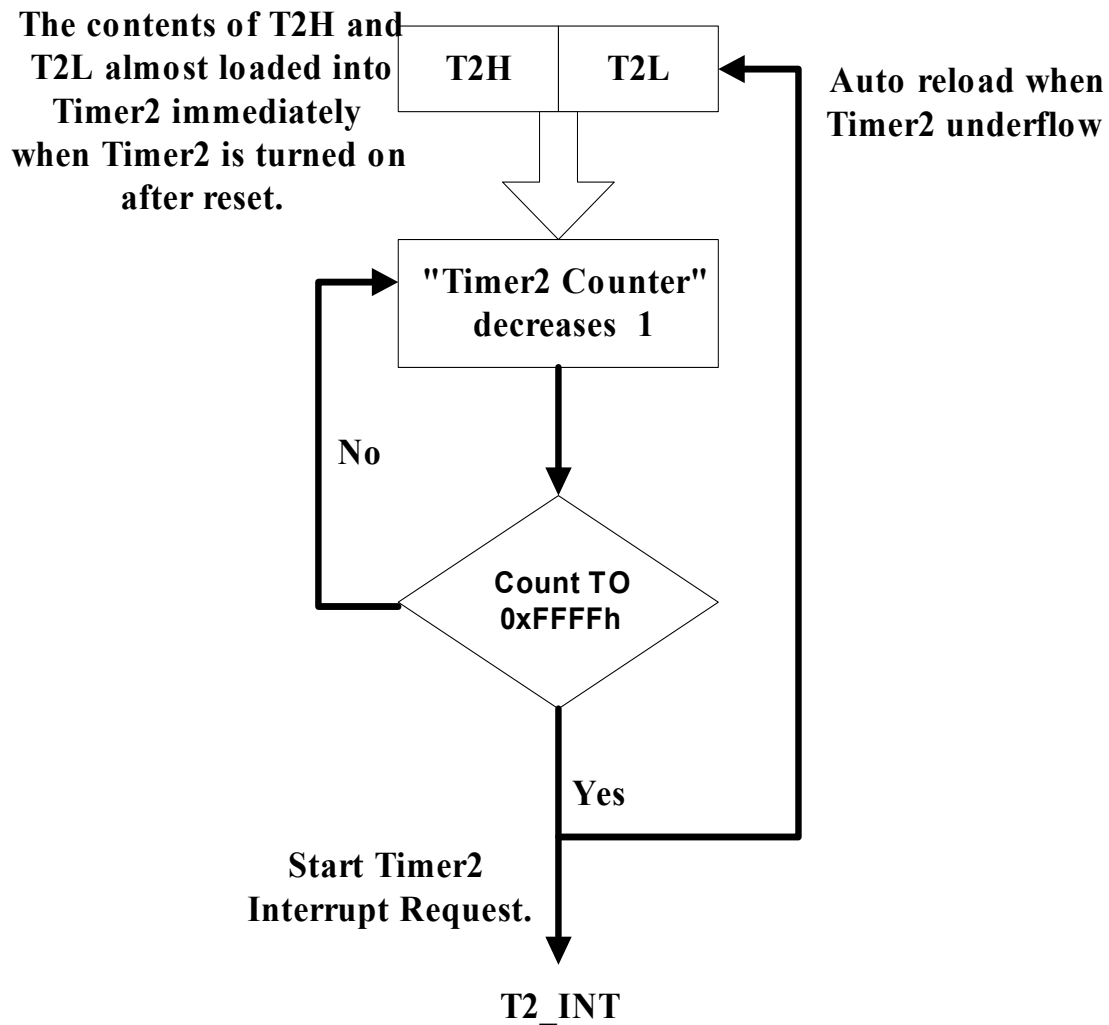 The contents of T2H and
T2L almost loaded into
Timer2 immediately
when Timer2 is turned on
after reset.
T2H
T2L
Auto reload when
Timer2 underflow
"Timer2 Counter"
decreases 1
No
Count TO
0xFFFFh
Yes
Start Timer2
Interrupt Request.
T2_INT